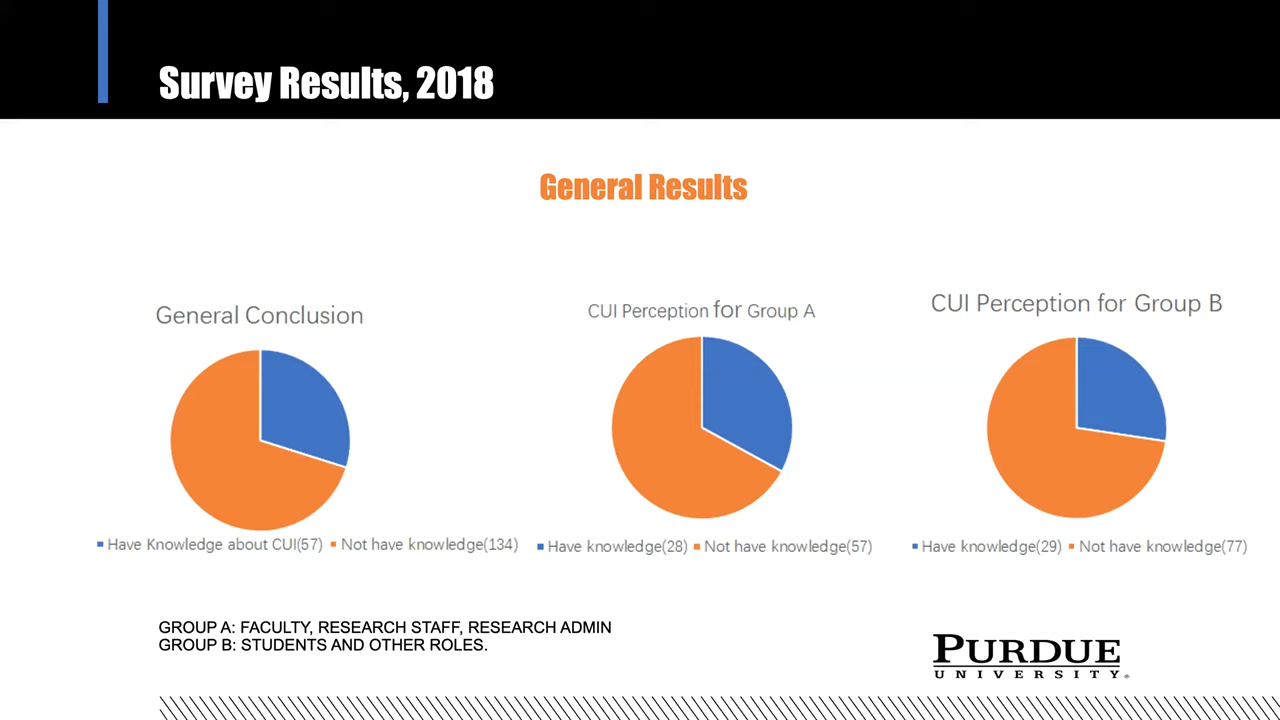 Survey Results, 2018
General Results
General Conclusion
Have Knowledge about CUI(57) Not have knowledge(134)
CUI Perception for Group A
Have knowledge(28) Not have knowledge(57)
CUI Perception for Group B
Have knowledge(29) Not have knowledge(77)
GROUP A: FACULTY, RESEARCH STAFF, RESEARCH ADMIN
GROUP B: STUDENTS AND OTHER ROLES.
PURDUE
UNIVERSITY®